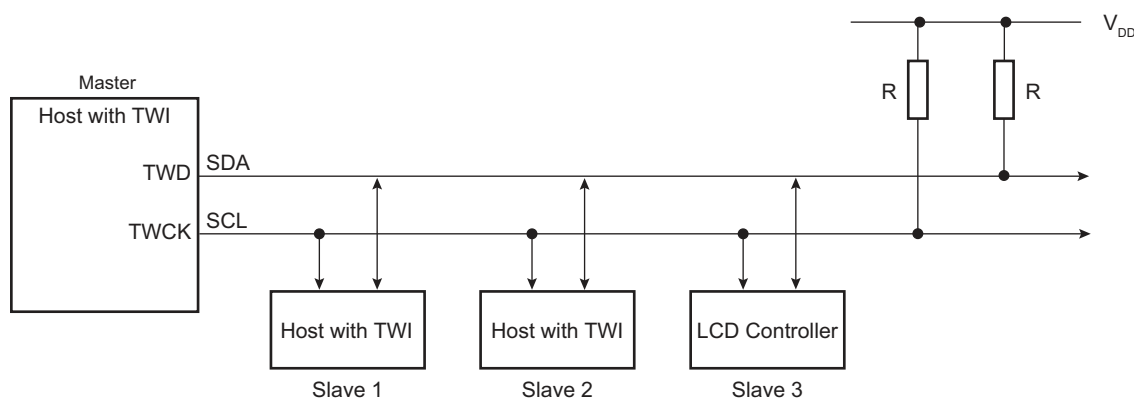 V_DD
Master
Host with TWI
R
R
TWD
SDA
TWCK
SCL
Host with TWI
Host with TWI
LCD Controller
Slave 1
Slave 2
Slave 3